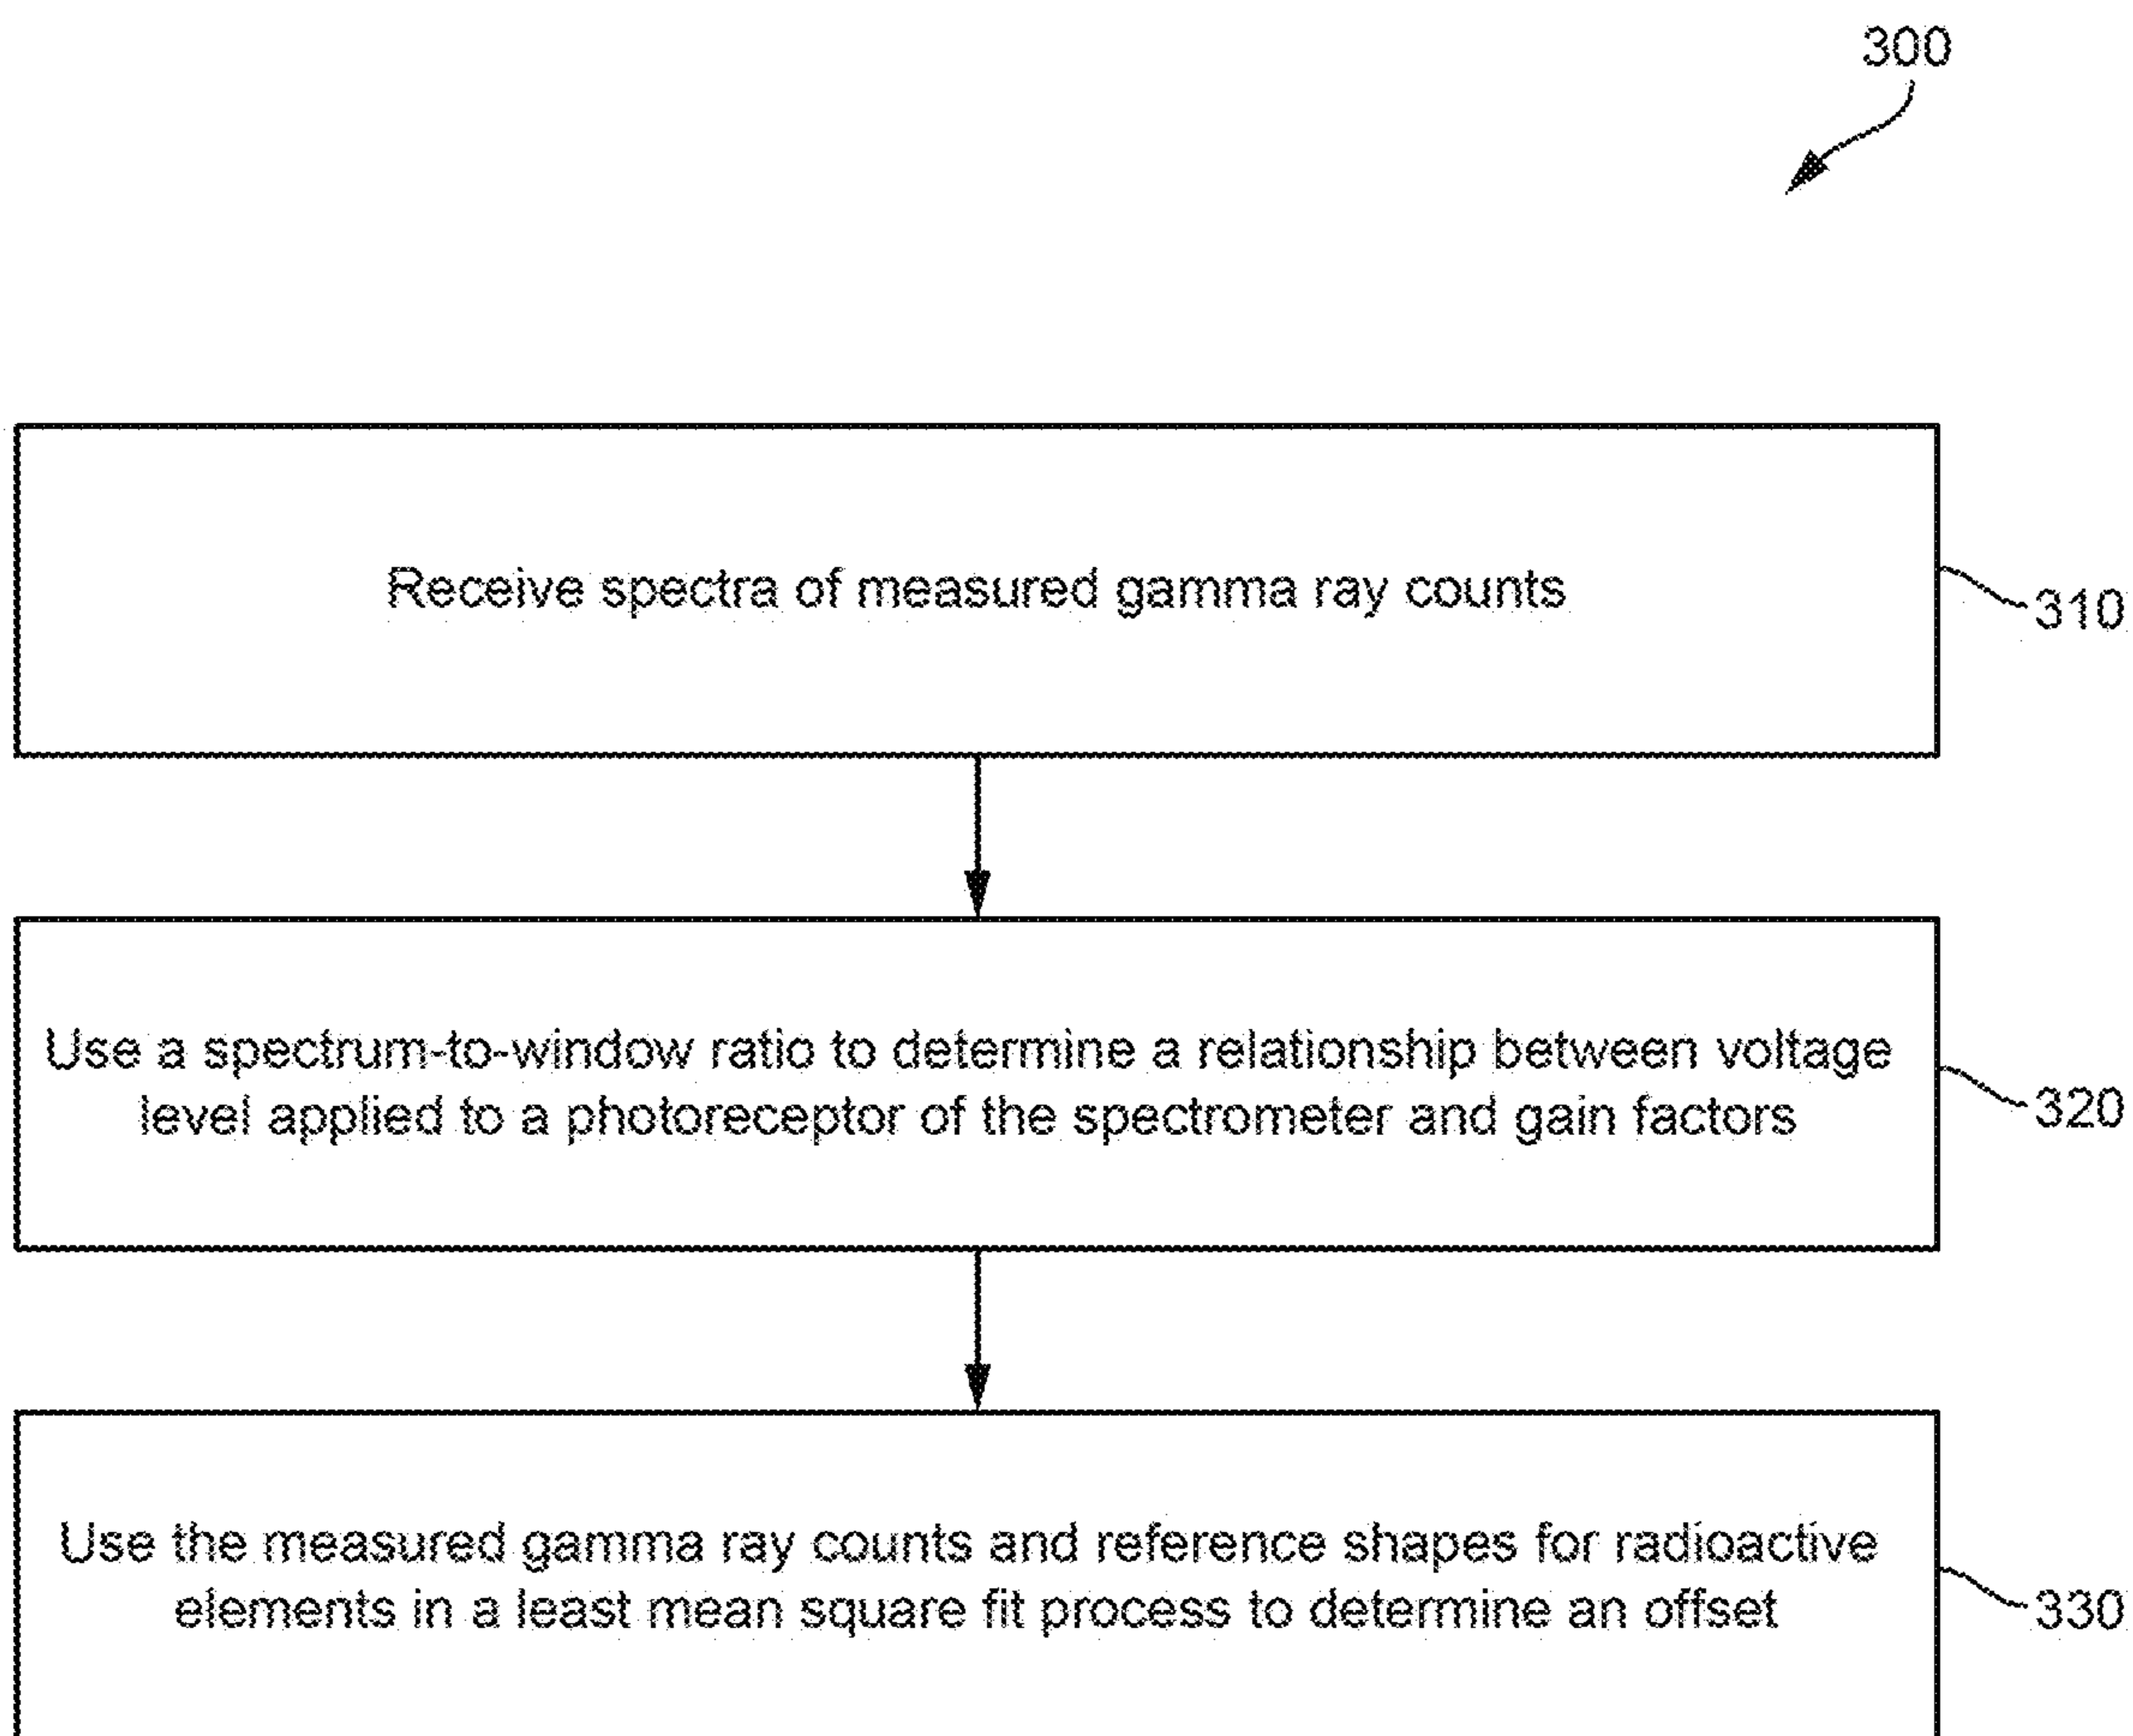 300
Receive spectra of measured gamma ray counts
310
Use a spectrum-to-window ratio to determine a relationship between voltage
level applied to a photoreceptor of the spectrometer and gain factors
320
Use the measured gamma ray counts and reference shapes for radioactive
elements in a least mean square fit process to determine an offset
330